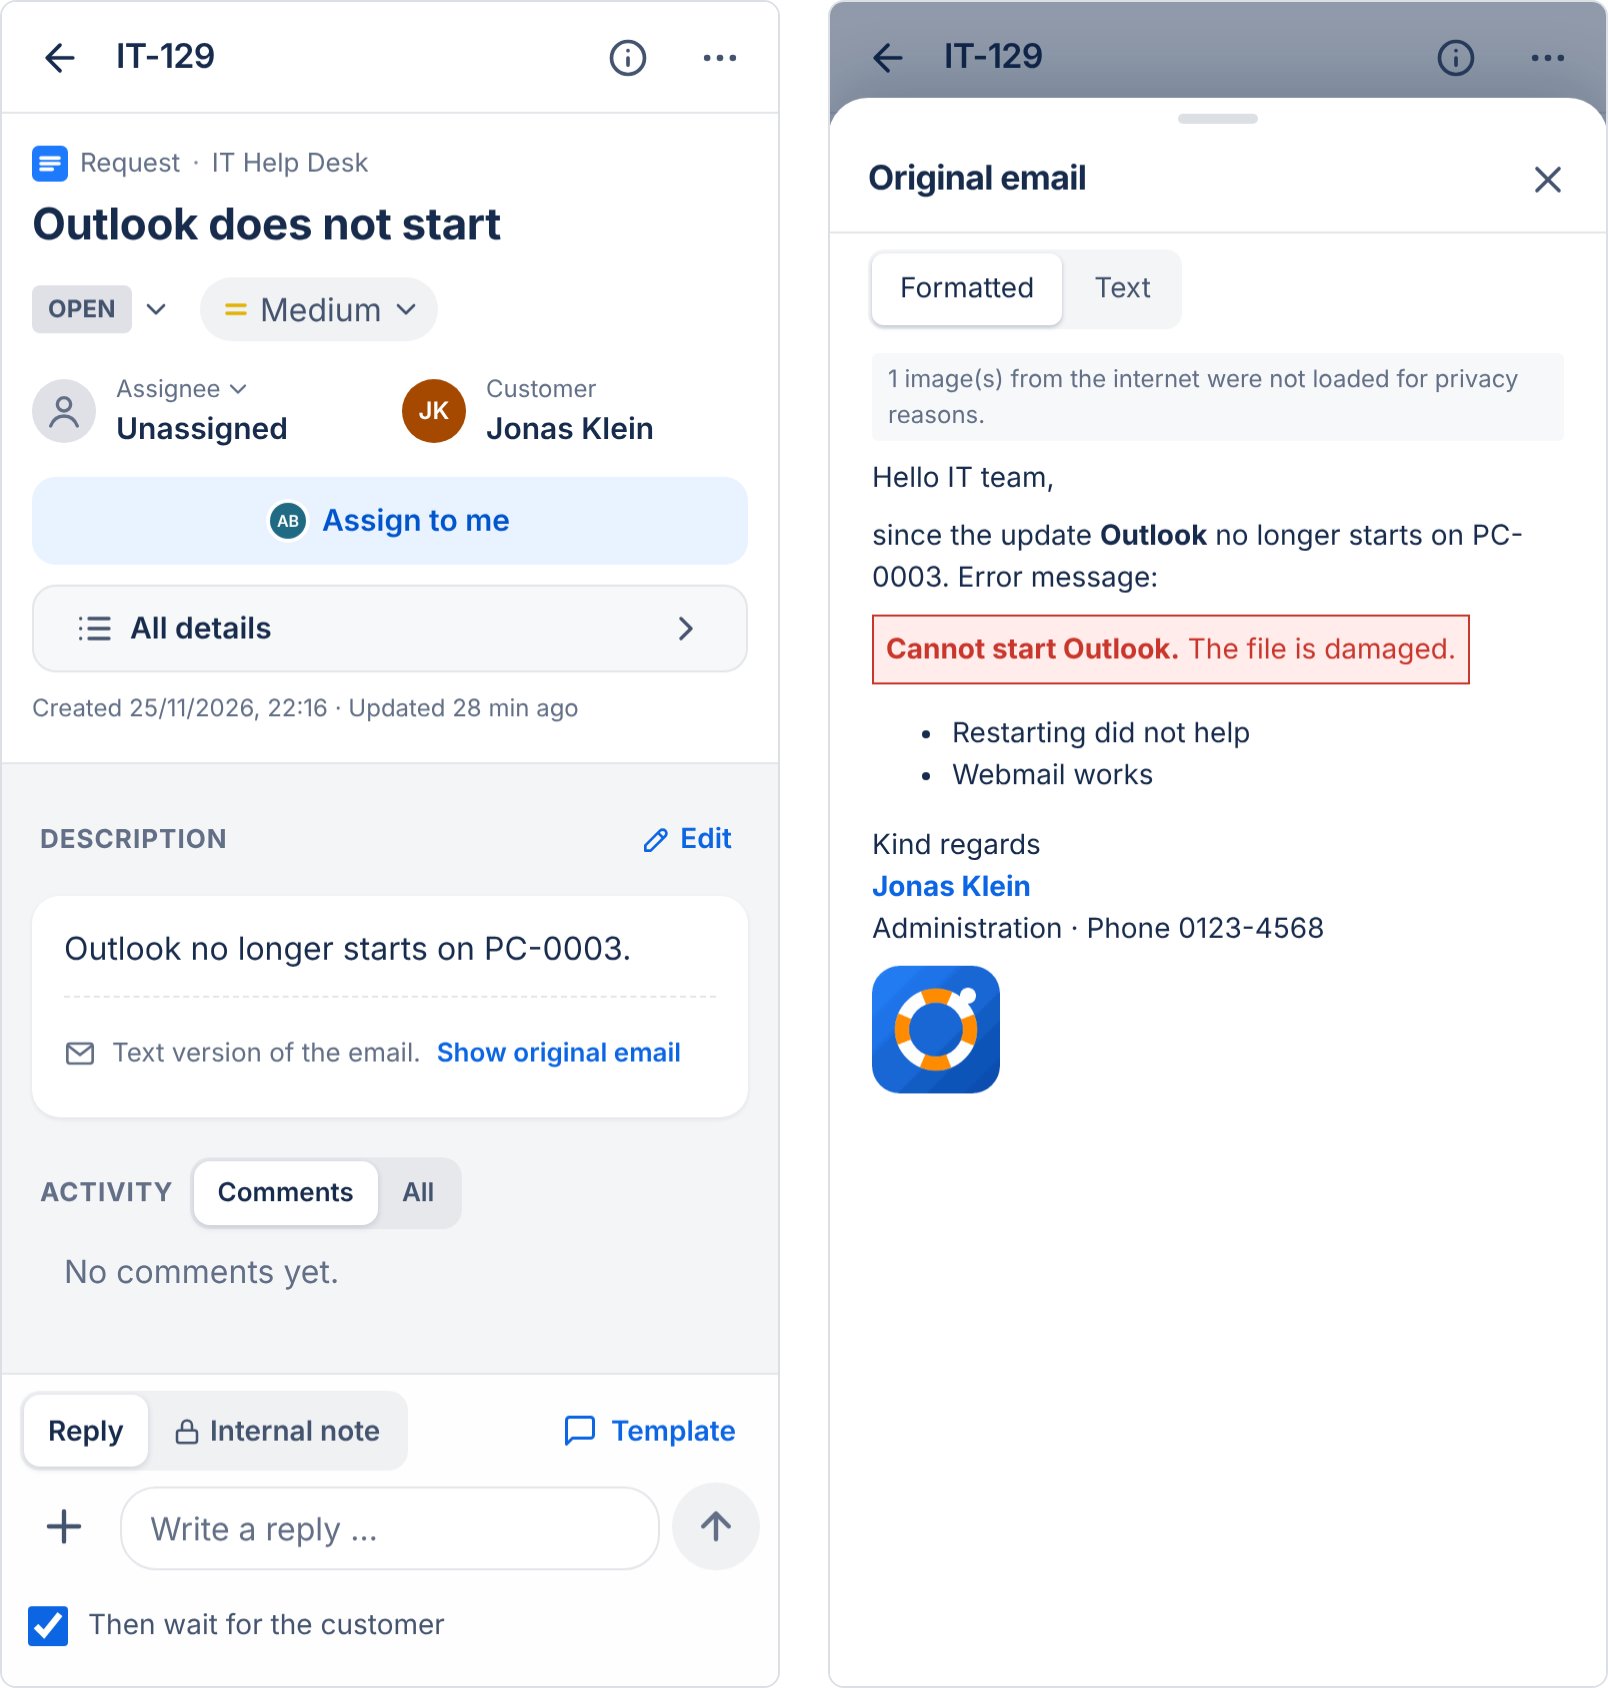 IT-129
Request · IT Help Desk
Outlook does not start
OPEN
Medium
Assignee
Unassigned
JK
Customer
Jonas Klein
AB
Assign to me
All details
Created 25/11/2026, 22:16 · Updated 28 min ago
DESCRIPTION
Edit
Outlook no longer starts on PC-0003.
Text version of the email. Show original email
ACTIVITY
Comments
All
No comments yet.
Reply
Internal note
Template
Write a reply ...
Then wait for the customer
IT-129
Original email
Formatted
Text
1 image(s) from the internet were not loaded for privacy
reasons.
Hello IT team,
since the update Outlook no longer starts on PC-
0003. Error message:
Cannot start Outlook. The file is damaged.
• Restarting did not help
• Webmail works
Kind regards
Jonas Klein
Administration · Phone 0123-4568